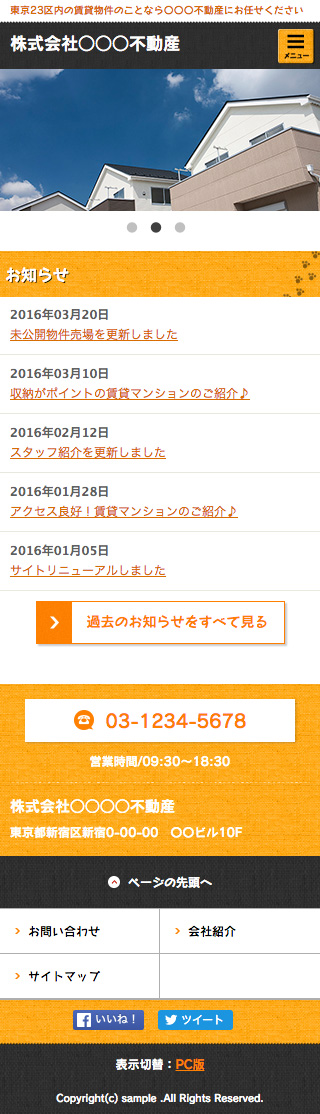 東京23区内の賃貸物件のことなら〇〇〇不動産にお任せください
株式会社〇〇〇不動産
メニュー
お知らせ
2016年03月20日
未公開物件売場を更新しました
2016年03月10日
収納がポイントの賃貸マンションのご紹介♪
2016年02月12日
スタッフ紹介を更新しました
2016年01月28日
アクセス良好！賃貸マンションのご紹介♪
2016年01月05日
サイトリニューアルしました
過去のお知らせをすべて見る
03-1234-5678
営業時間/09:30〜18:30
株式会社〇〇〇〇不動産
東京都新宿区新宿0-00-00　〇〇ビル10F
ページの先頭へ
お問い合わせ
会社紹介
サイトマップ
いいね！
ツイート
表示切替：PC版
Copyright(c) sample .All Rights Reserved.